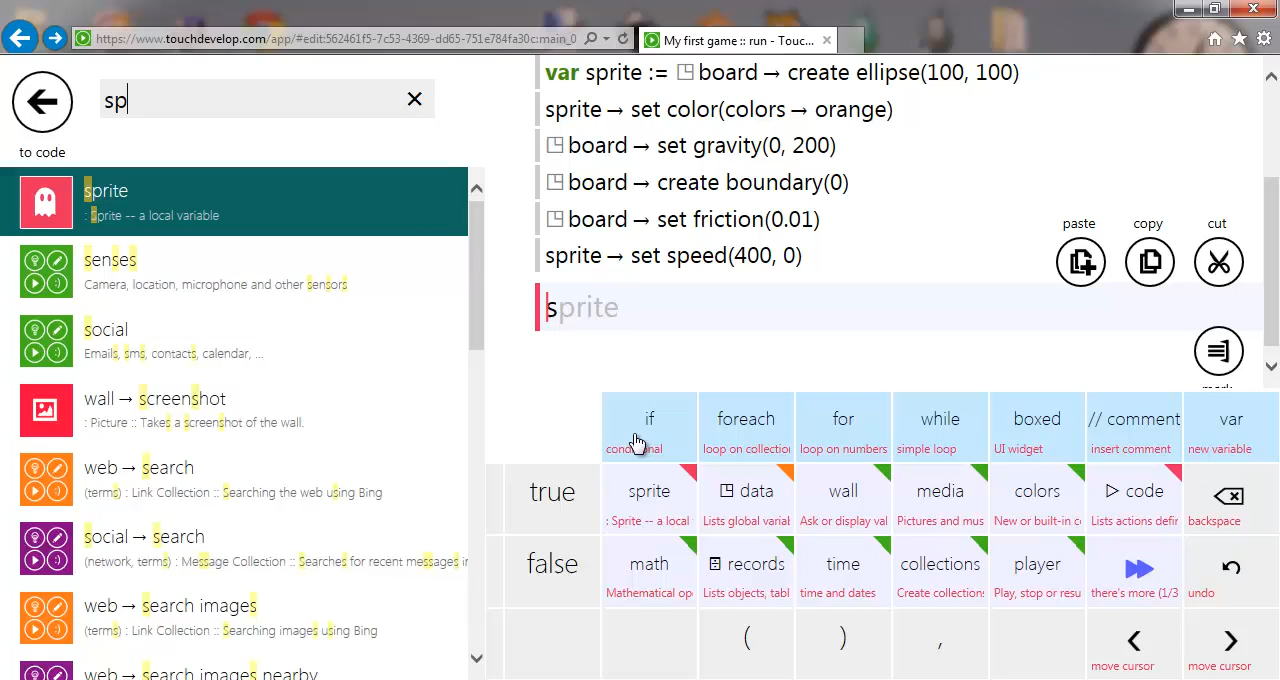 https://www.touchdevelop.com/app/#edit:562461f5-7c53-4369-dd65-751e784fa30c:main_0
My first game :: run - Touc...
to code
sp
sprite
: Sprite -- a local variable
senses
Camera, location, microphone and other sensors
social
Emails, sms, contacts, calendar, ...
wall → screenshot
: Picture :: Takes a screenshot of the wall.
web → search
(terms) : Link Collection :: Searching the web using Bing
social → search
(network, terms) : Message Collection :: Searches for recent messages i
web → search images
(terms) : Link Collection :: Searching images using Bing
web → search images nearby
var sprite := board → create ellipse(100, 100)
sprite → set color(colors → orange)
board → set gravity(0, 200)
board → create boundary(0)
board → set friction(0.01)
sprite → set speed(400, 0)
sprite
paste copy cut
if foreach for while boxed // comment var
conditional loop on collection loop on numbers simple loop UI widget insert comment new variable
true sprite data wall media colors code
: Sprite -- a local Lists global varial Ask or display val Pictures and mus New or built-in c Lists actions defir backspace
false math records time collections player
Mathematical op Lists objects, tabl time and dates Create collections Play, stop or resu there's more (1/3 undo
( ) ,
move cursor move cursor